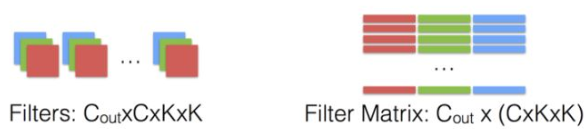 ... ...
Filters: CoutxCxKxK Filter Matrix: Cout x (CxKxK)